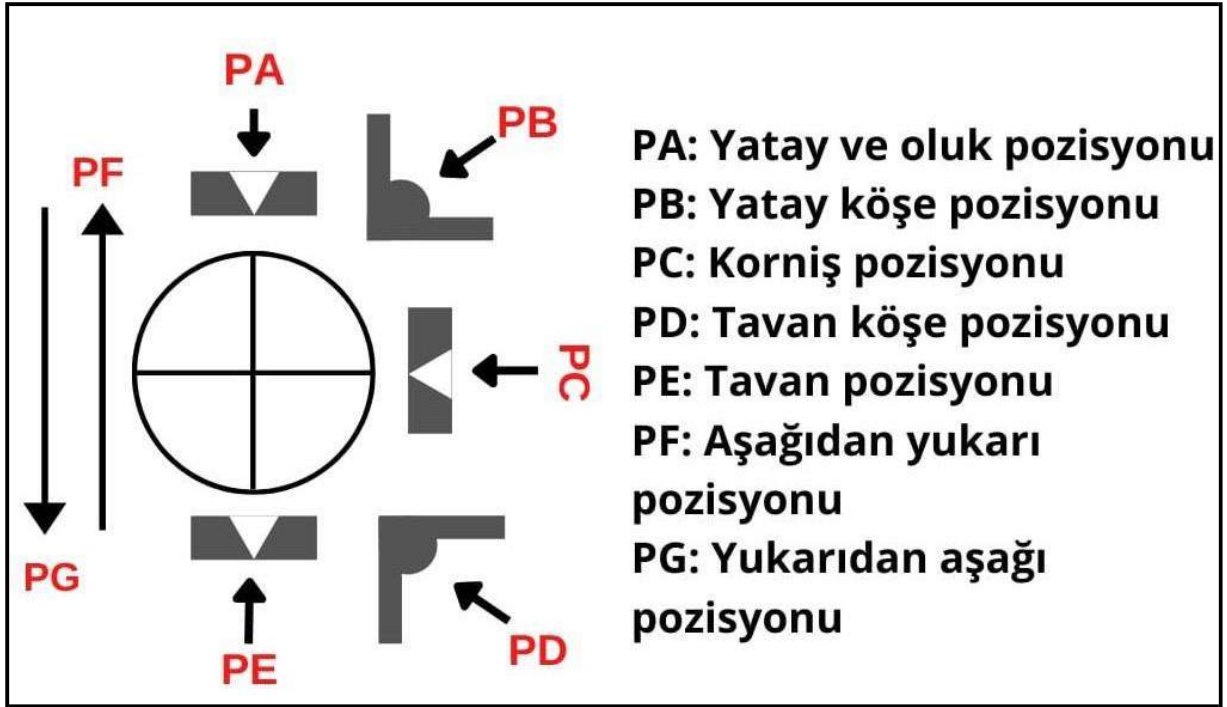 PA
PB
PF
PC
PG
PE
PD
PA: Yatay ve oluk pozisyonu
PB: Yatay köşe pozisyonu
PC: Korniş pozisyonu
PD: Tavan köşe pozisyonu
PE: Tavan pozisyonu
PF: Aşağıdan yukarı
pozisyonu
PG: Yukarıdan aşağı
pozisyonu